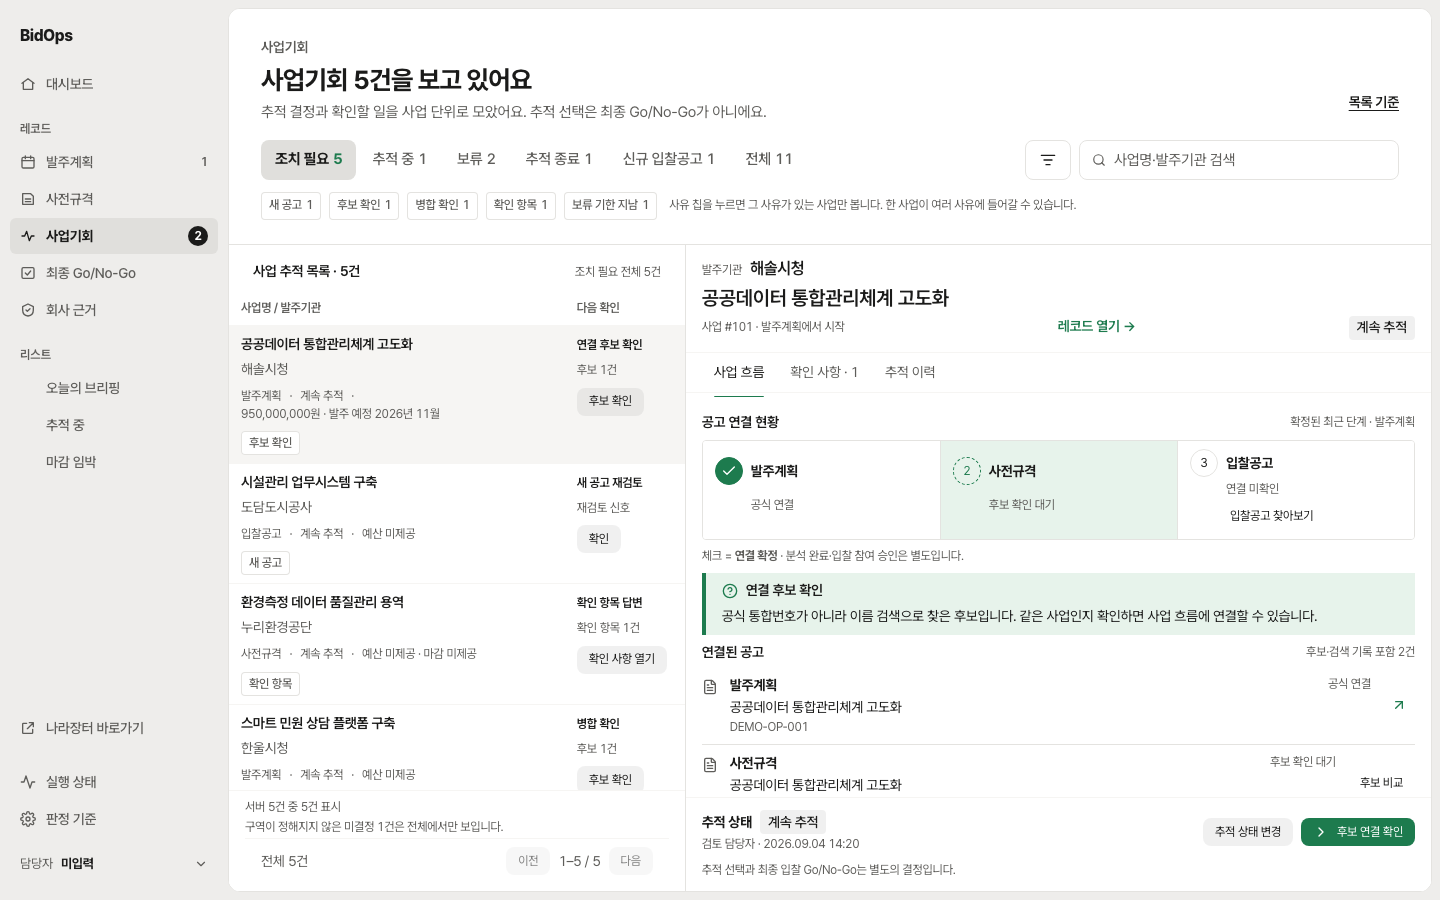 BidOps
대시보드
레코드
발주계획 1
사전규격
사업기회 2
최종 Go/No-Go
회사 근거
리스트
오늘의 브리핑
추적 중
마감 임박
나라장터 바로가기
실행 상태
판정 기준
담당자 미입력
사업기회
사업기회 5건을 보고 있어요
추적 결정과 확인할 일을 사업 단위로 모았어요. 추적 선택은 최종 Go/No-Go가 아니에요.
목록 기준
조치 필요 5 추적 중 1 보류 2 추적 종료 1 신규 입찰공고 1 전체 11
사업명·발주기관 검색
새 공고 1 후보 확인 1 병합 확인 1 확인 항목 1 보류 기한 지남 1 사유 칩을 누르면 그 사유가 있는 사업만 봅니다. 한 사업이 여러 사유에 들어갈 수 있습니다.
사업 추적 목록 · 5건 조치 필요 전체 5건
사업명 / 발주기관 다음 확인
공공데이터 통합관리체계 고도화 연결 후보 확인
해솔시청 후보 1건
발주계획 · 계속 추적 · 후보 확인
950,000,000원 · 발주 예정 2026년 11월
후보 확인
시설관리 업무시스템 구축 새 공고 재검토
도담도시공사 재검토 신호
입찰공고 · 계속 추적 · 예산 미제공 확인
새 공고
환경측정 데이터 품질관리 용역 확인 항목 답변
누리환경공단 확인 항목 1건
사전규격 · 계속 추적 · 예산 미제공 · 마감 미제공 확인 사항 열기
확인 항목
스마트 민원 상담 플랫폼 구축 병합 확인
한울시청 후보 1건
발주계획 · 계속 추적 · 예산 미제공 후보 확인
서버 5건 중 5건 표시
구역이 정해지지 않은 미결정 1건은 전체에서만 보입니다.
전체 5건 이전 1–5 / 5 다음
발주기관 해솔시청
공공데이터 통합관리체계 고도화
사업 #101 · 발주계획에서 시작 레코드 열기 → 계속 추적
사업 흐름 확인 사항 · 1 추적 이력
공고 연결 현황 확정된 최근 단계 · 발주계획
발주계획
공식 연결
2 사전규격
후보 확인 대기
3 입찰공고
연결 미확인
입찰공고 찾아보기
체크 = 연결 확정 · 분석 완료·입찰 참여 승인은 별도입니다.
연결 후보 확인
공식 통합번호가 아니라 이름 검색으로 찾은 후보입니다. 같은 사업인지 확인하면 사업 흐름에 연결할 수 있습니다.
연결된 공고 후보·검색 기록 포함 2건
발주계획 공식 연결
공공데이터 통합관리체계 고도화
DEMO-OP-001
사전규격 후보 확인 대기
공공데이터 통합관리체계 고도화 후보 비교
추적 상태 계속 추적
검토 담당자 · 2026.09.04 14:20
추적 상태 변경 후보 연결 확인
추적 선택과 최종 입찰 Go/No-Go는 별도의 결정입니다.